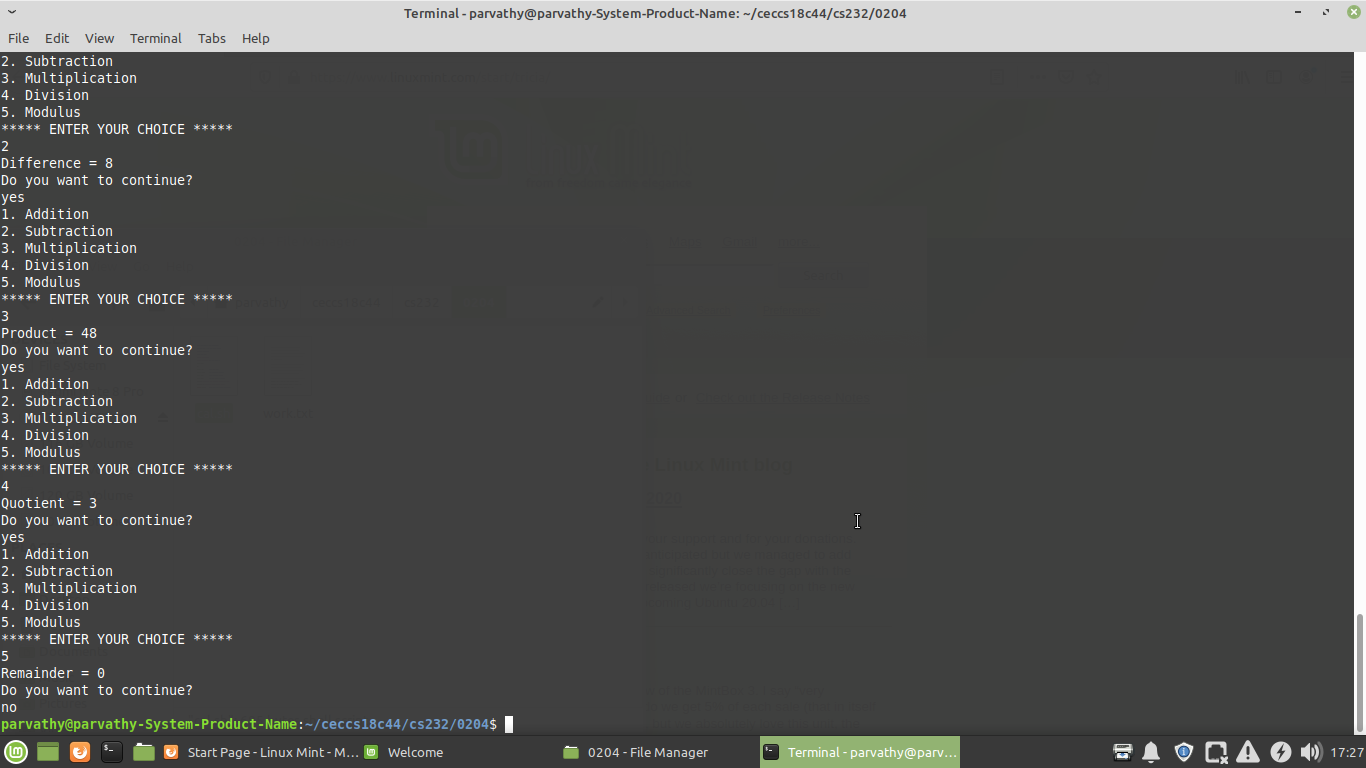 Terminal - parvathy@parvathy-System-Product-Name: ~/ceccs18c44/cs232/0204
File Edit View Terminal Tabs Help
2. Subtraction
3. Multiplication
4. Division
5. Modulus
***** ENTER YOUR CHOICE *****
2
Difference = 8
Do you want to continue?
yes
1. Addition
2. Subtraction
3. Multiplication
4. Division
5. Modulus
***** ENTER YOUR CHOICE *****
3
Product = 48
Do you want to continue?
yes
1. Addition
2. Subtraction
3. Multiplication
4. Division
5. Modulus
***** ENTER YOUR CHOICE *****
4
Quotient = 3
Do you want to continue?
yes
1. Addition
2. Subtraction
3. Multiplication
4. Division
5. Modulus
***** ENTER YOUR CHOICE *****
5
Remainder = 0
Do you want to continue?
no
parvathy@parvathy-System-Product-Name:~/ceccs18c44/cs232/0204$
Start Page - Linux Mint - M... Welcome 0204 - File Manager Terminal - parvathy@parv... 17:27